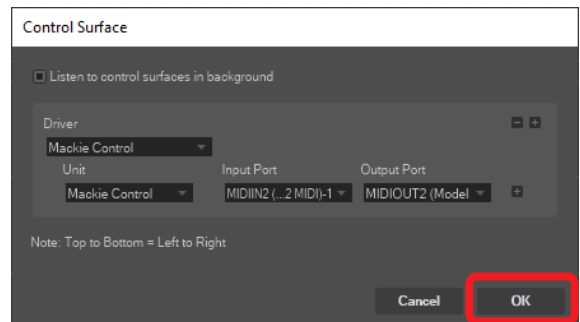 Control Surface
Listen to control surfaces in background
Driver
Mackie Control
Unit Input Port Output Port
Mackie Control MIDIIN2 (...2 MIDI)-1 MIDIOUT2 (Model
Note: Top to Bottom = Left to Right
Cancel OK